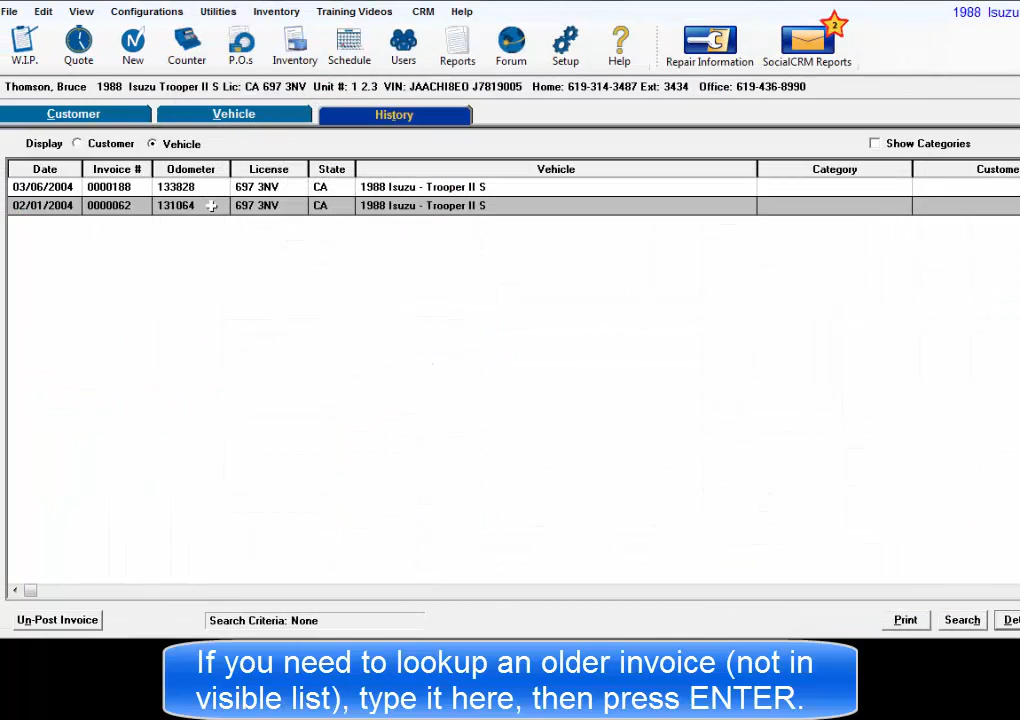 File Edit View Configurations Utilities Inventory Training Videos CRM Help 1988 Isuzu
2
W.I.P. Quote New Counter P.O.s Inventory Schedule Users Reports Forum Setup Help Repair Information SocialCRM Reports
Thomson, Bruce 1988 Isuzu Trooper II S Lic: CA 697 3NV Unit #: 1 2.3 VIN: JAACH18E0 J7819005 Home: 619-314-3487 Ext: 3434 Office: 619-436-8990
Customer Vehicle History
Display Customer Vehicle Show Categories
Date Invoice # Odometer License State Vehicle Category Custome
03/06/2004 0000188 133828 697 3NV CA 1988 Isuzu - Trooper II S
02/01/2004 0000062 131064 697 3NV CA 1988 Isuzu - Trooper II S
Un-Post Invoice Search Criteria: None Print Search De
If you need to lookup an older invoice (not in
visible list), type it here, then press ENTER.